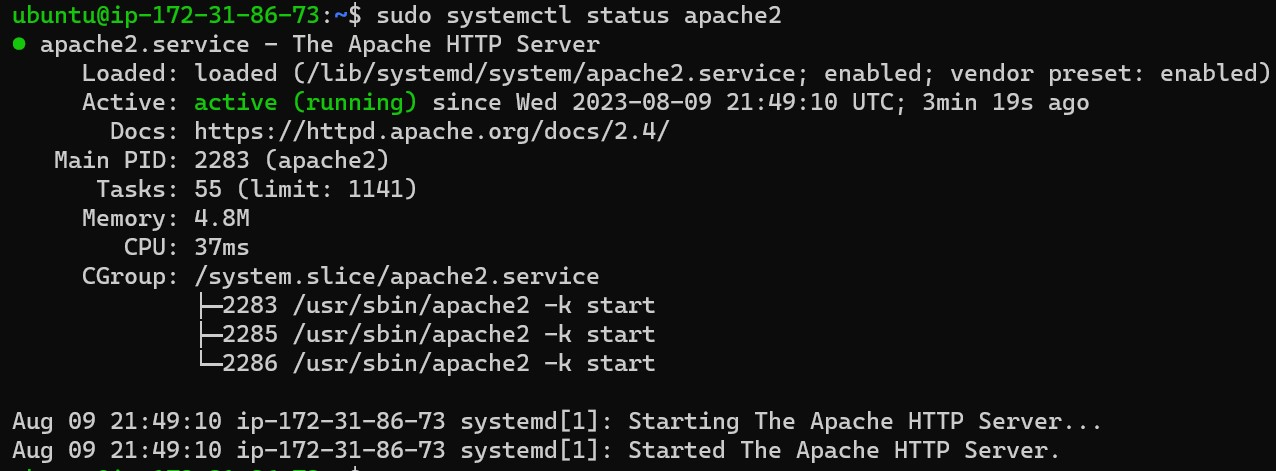 ubuntu@ip-172-31-86-73:~$ sudo systemctl status apache2
● apache2.service - The Apache HTTP Server
     Loaded: loaded (/lib/systemd/system/apache2.service; enabled; vendor preset: enabled)
     Active: active (running) since Wed 2023-08-09 21:49:10 UTC; 3min 19s ago
       Docs: https://httpd.apache.org/docs/2.4/
   Main PID: 2283 (apache2)
      Tasks: 55 (limit: 1141)
     Memory: 4.8M
        CPU: 37ms
     CGroup: /system.slice/apache2.service
             ├─2283 /usr/sbin/apache2 -k start
             ├─2285 /usr/sbin/apache2 -k start
             └─2286 /usr/sbin/apache2 -k start

Aug 09 21:49:10 ip-172-31-86-73 systemd[1]: Starting The Apache HTTP Server...
Aug 09 21:49:10 ip-172-31-86-73 systemd[1]: Started The Apache HTTP Server.